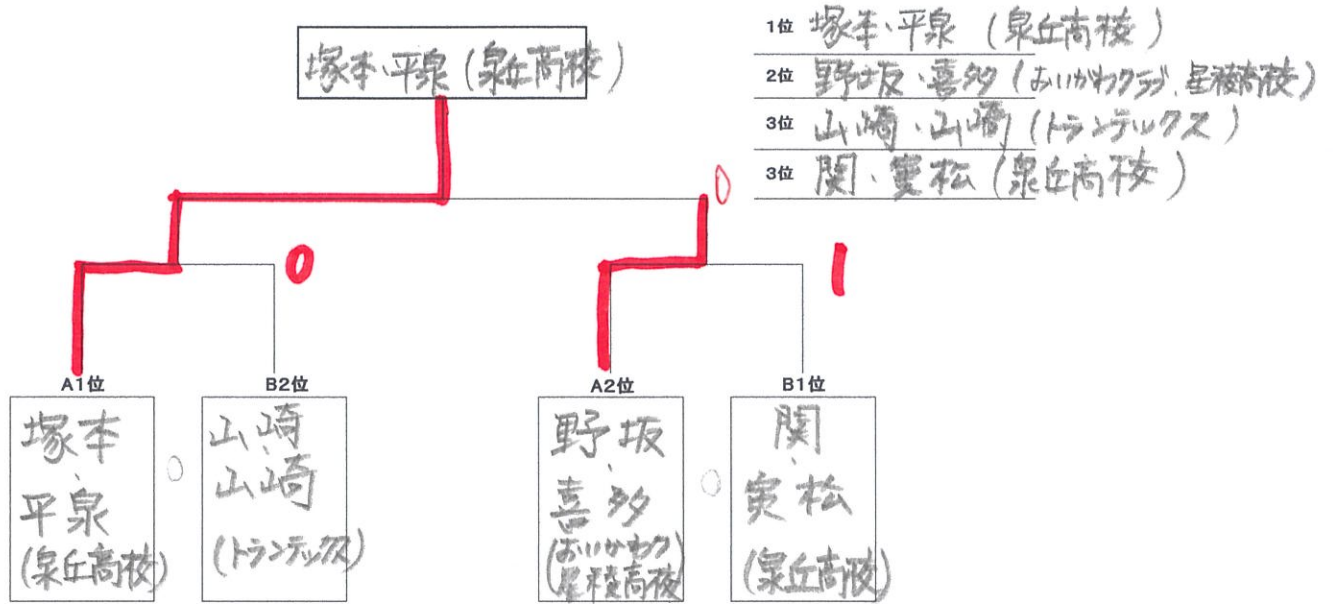 塚本・平泉 (泉丘高校)
1位 塚本・平泉 (泉丘高校)
2位 野坂・喜多 (おいかわクラブ、星稜高校)
3位 山崎・山崎 (トランテックス)
3位 関・實松 (泉丘高校)
0
0
1
A1位
塚本
・
平泉
(泉丘高校)
B2位
山崎
・
山崎
(トランテックス)
A2位
野坂
・
喜多
(おいかわク
星稜高校)
B1位
関
・
實松
(泉丘高校)